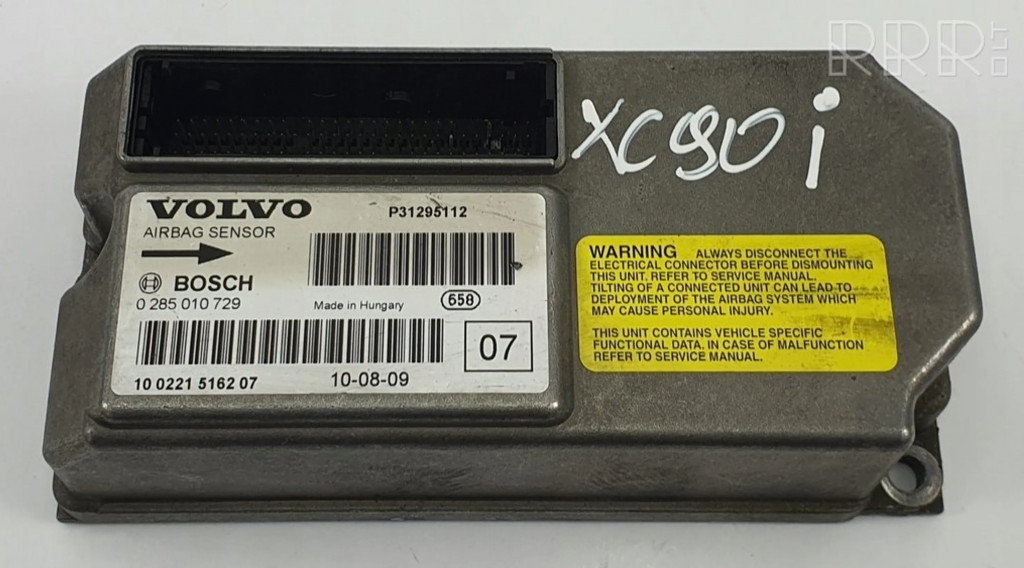 RRR.LT
xc90 i
VOLVO
P31295112
AIRBAG SENSOR
BOSCH
0 285 010 729
Made in Hungary
558
07
10 0221 5162 07
10-08-09
WARNING ALWAYS DISCONNECT THE
ELECTRICAL CONNECTOR BEFORE DISMOUNTING
THIS UNIT. REFER TO SERVICE MANUAL.
TILTING OF A CONNECTED UNIT CAN LEAD TO
DEPLOYMENT OF THE AIRBAG SYSTEM WHICH
MAY CAUSE PERSONAL INJURY.
THIS UNIT CONTAINS VEHICLE SPECIFIC
FUNCTIONAL DATA. IN CASE OF MALFUNCTION
REFER TO SERVICE MANUAL.